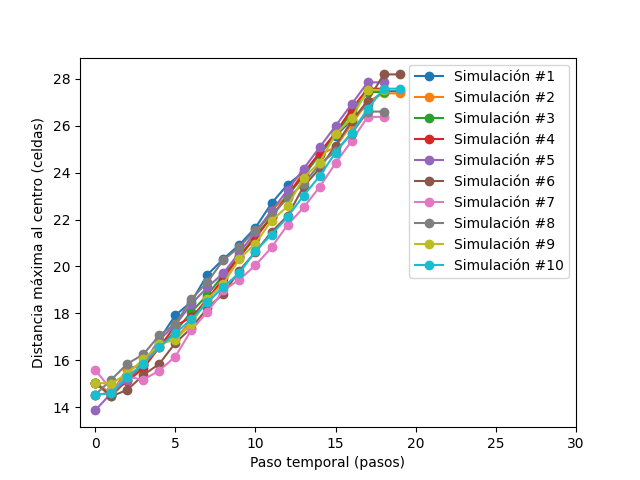 Distancia máxima al centro (celdas)
28
26
24
22
20
18
16
14
0
5
10
15
20
25
30
Paso temporal (pasos)
Simulación #1
Simulación #2
Simulación #3
Simulación #4
Simulación #5
Simulación #6
Simulación #7
Simulación #8
Simulación #9
Simulación #10